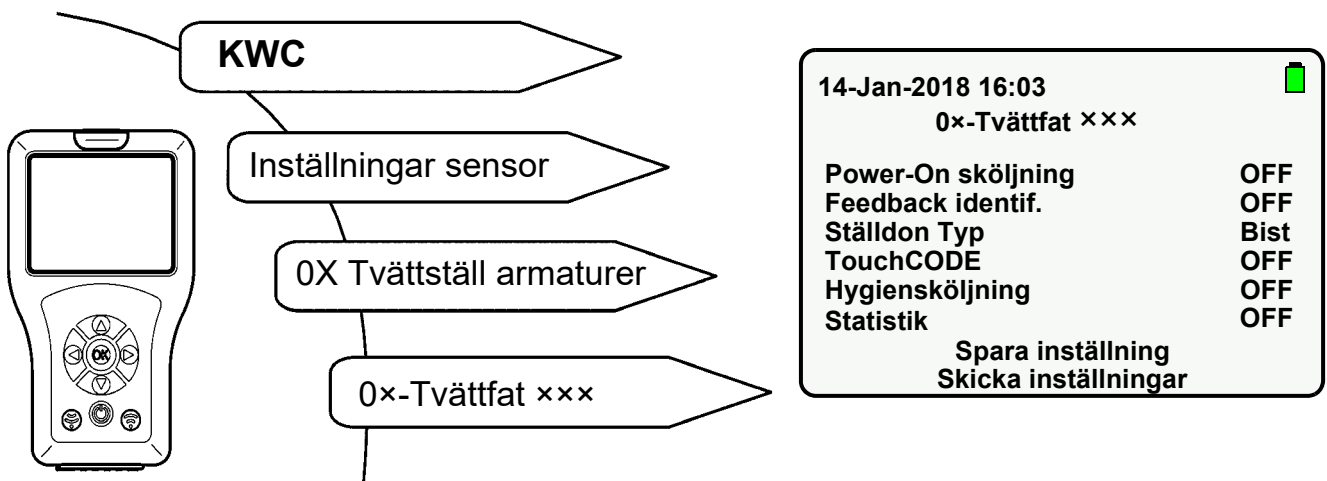 KWC
Inställningar sensor
0X Tvättställ armaturer
0×-Tvättfat ×××
OK
14-Jan-2018 16:03
0×-Tvättfat ×××
Power-On sköljning OFF
Feedback identif. OFF
Ställdon Typ Bist
TouchCODE OFF
Hygiensköljning OFF
Statistik OFF
Spara inställning
Skicka inställningar